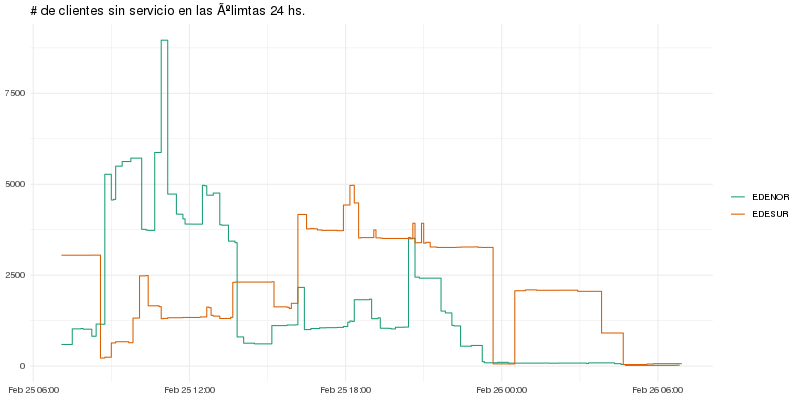 # de clientes sin servicio en las Ãºlimtas 24 hs.
7500
5000
2500
0
Feb 25 06:00
Feb 25 12:00
Feb 25 18:00
Feb 26 00:00
Feb 26 06:00
EDENOR
EDESUR